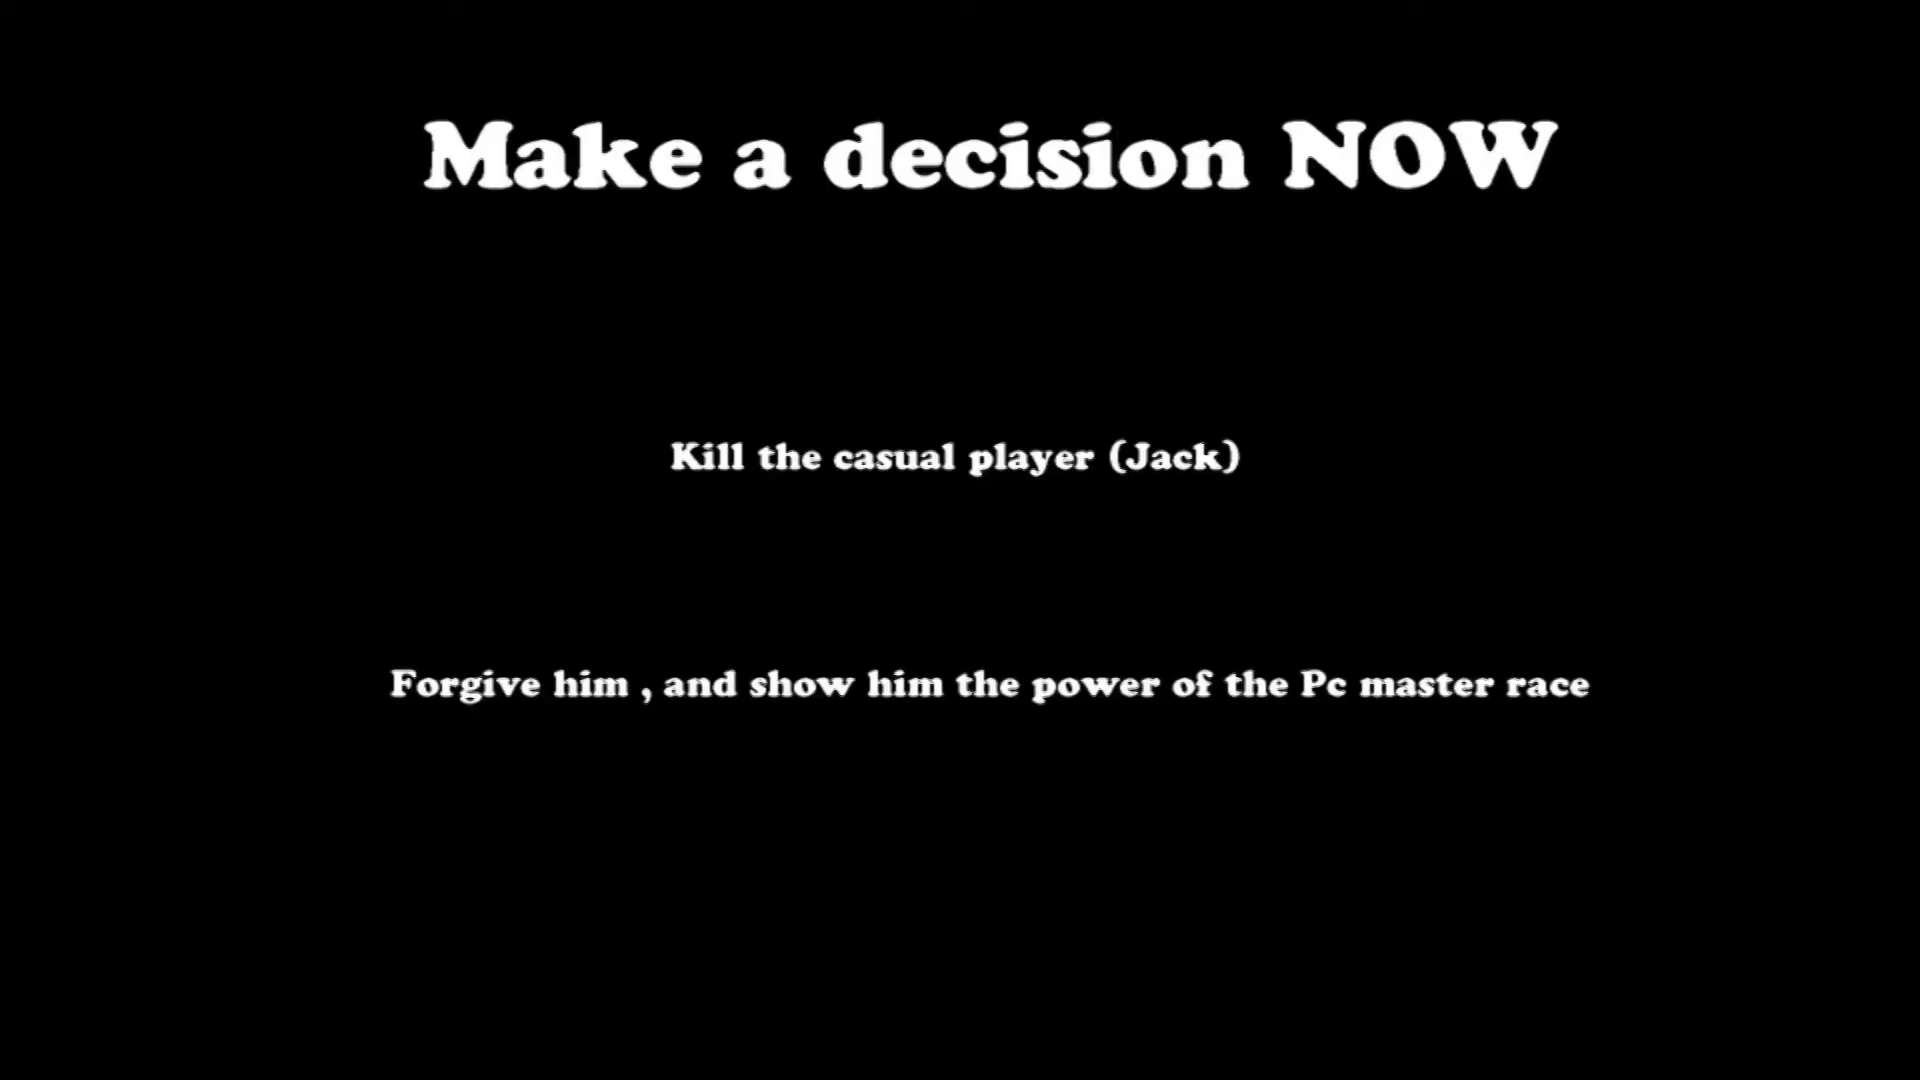 Make a decision NOW
Kill the casual player (Jack)
Forgive him , and show him the power of the Pc master race